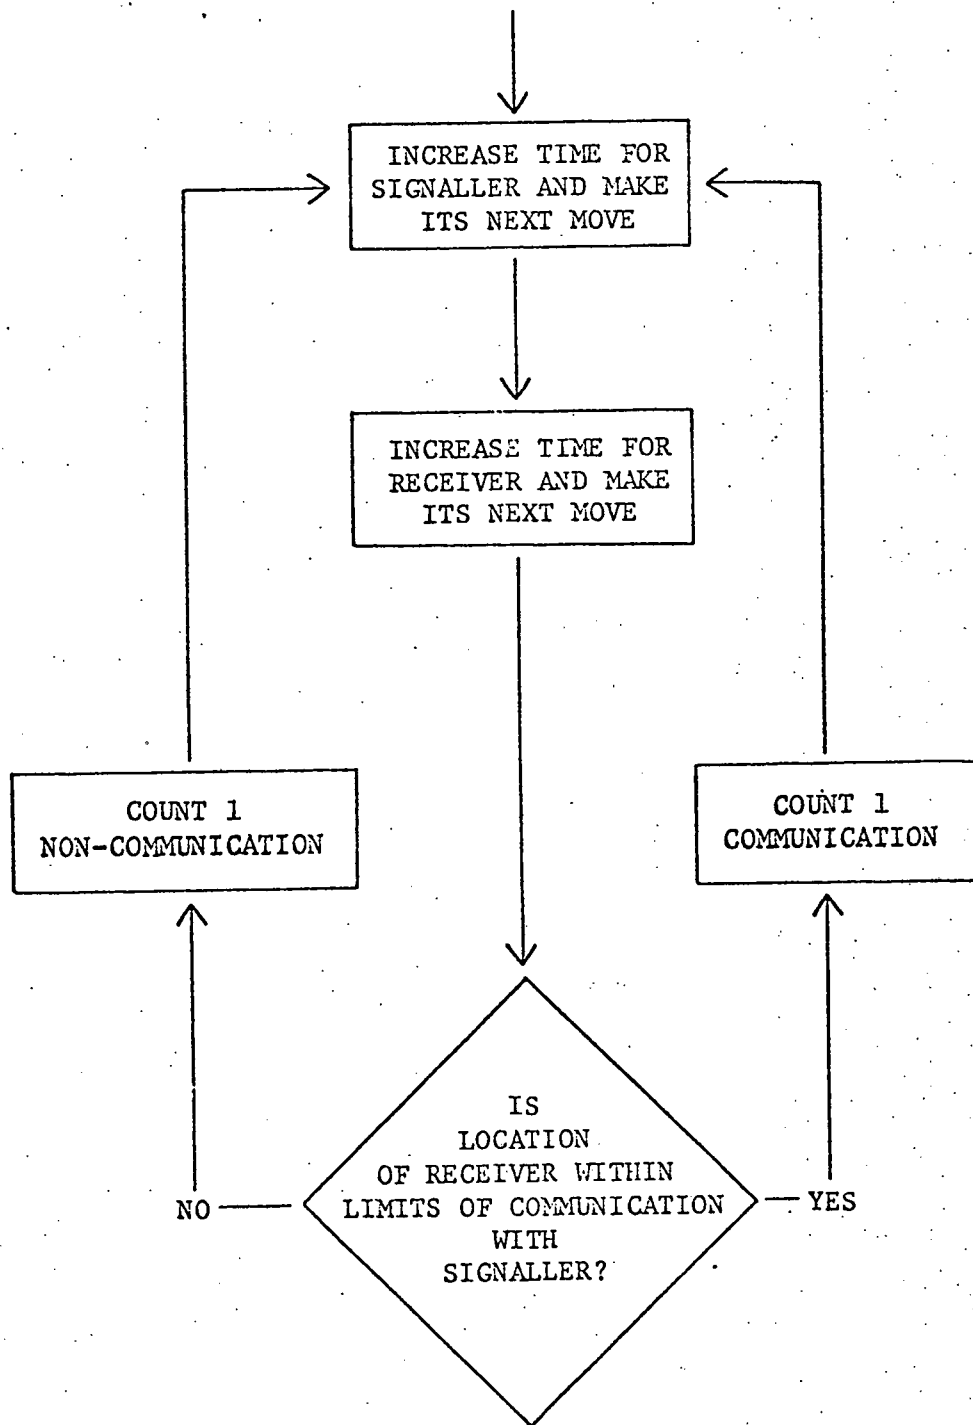 INCREASE TIME FOR
SIGNALLER AND MAKE
ITS NEXT MOVE
INCREASE TIME FOR
RECEIVER AND MAKE
ITS NEXT MOVE
COUNT 1
NON-COMMUNICATION
COUNT 1
COMMUNICATION
IS
LOCATION
OF RECEIVER WITHIN
LIMITS OF COMMUNICATION
WITH
SIGNALLER?
NO
YES